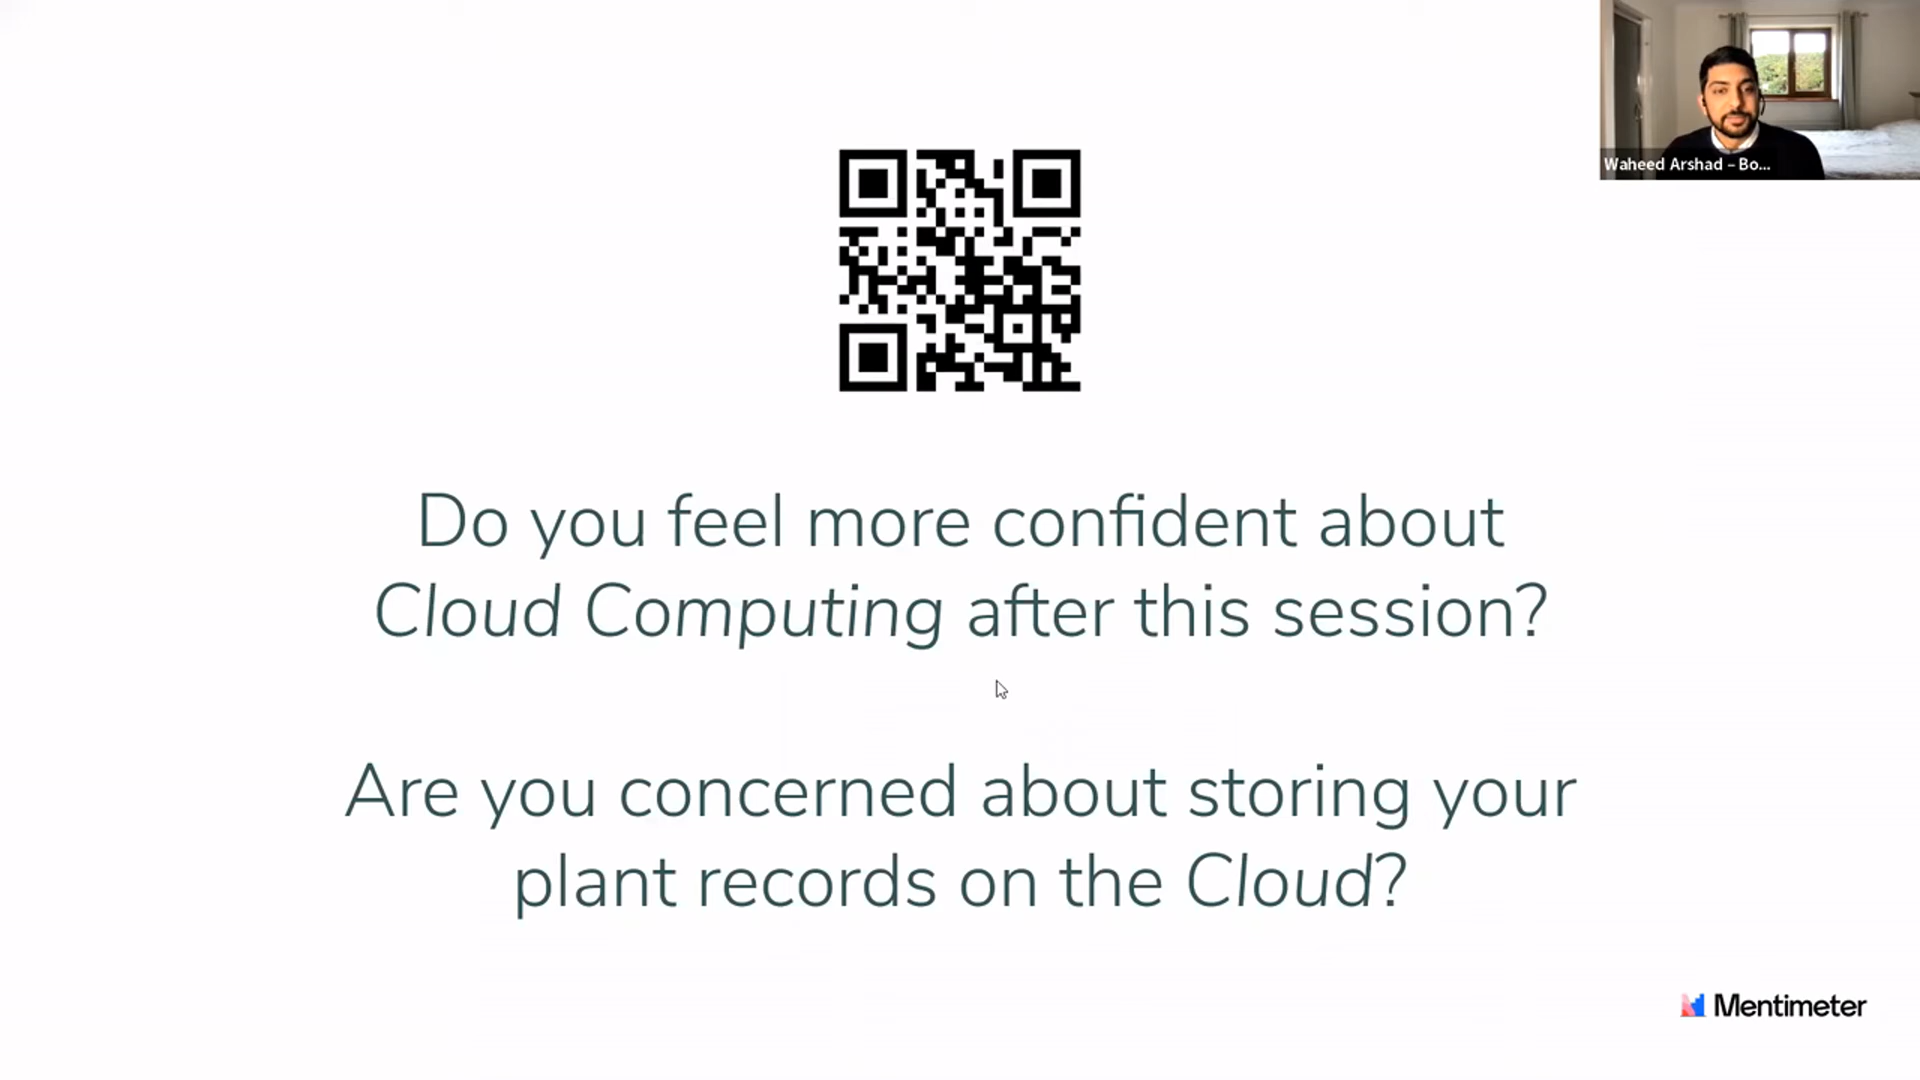 Waheed Arshad – Bo...
Do you feel more confident about
Cloud Computing after this session?
Are you concerned about storing your
plant records on the Cloud?
Mentimeter